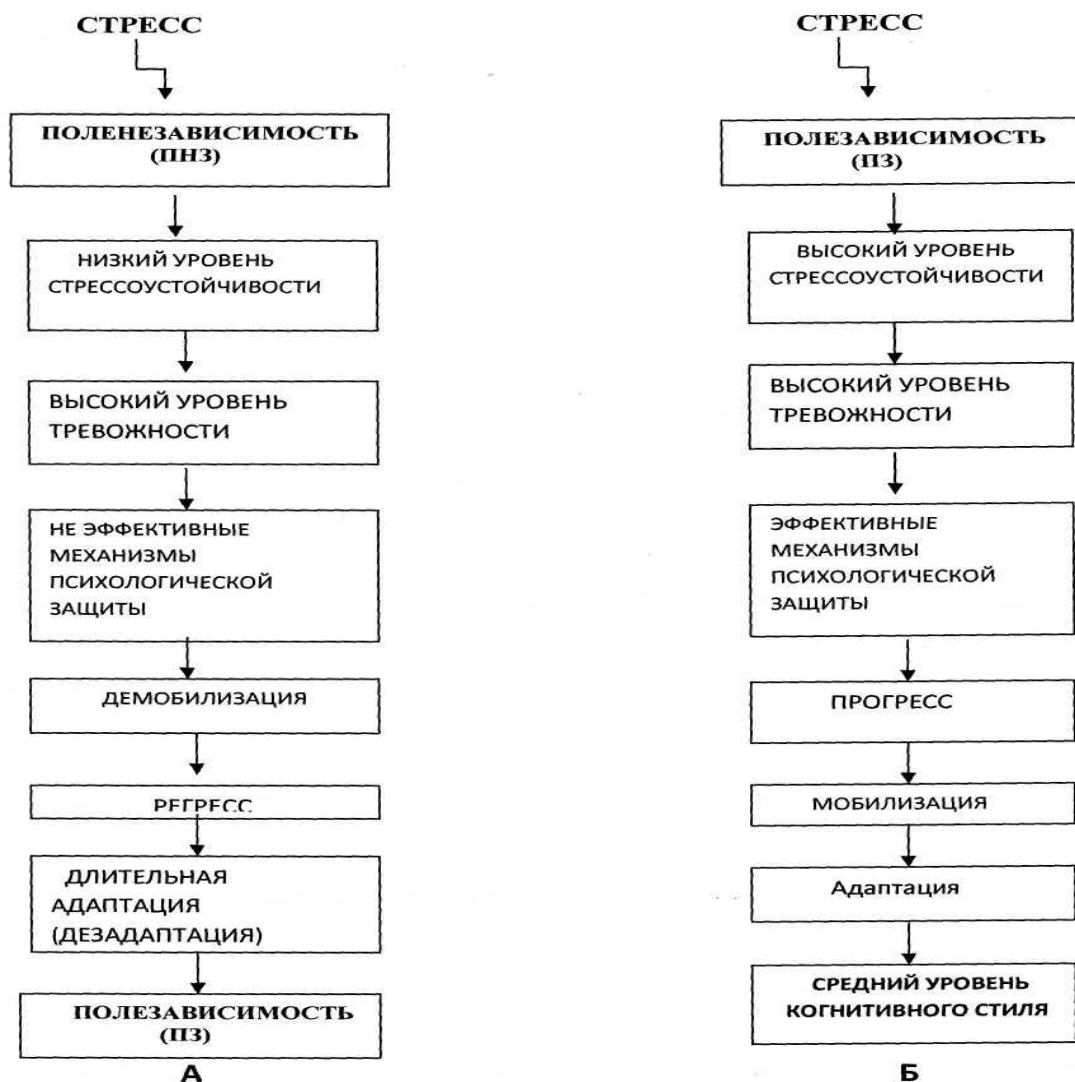 СТРЕСС
ПОЛЕНЕЗАВИСИМОСТЬ
(ПНЗ)
НИЗКИЙ УРОВЕНЬ
СТРЕССОУСТОЙЧИВОСТИ
ВЫСОКИЙ УРОВЕНЬ
ТРЕВОЖНОСТИ
НЕ ЭФФЕКТИВНЫЕ
МЕХАНИЗМЫ
ПСИХОЛОГИЧЕСКОЙ
ЗАЩИТЫ
ДЕМОБИЛИЗАЦИЯ
РЕГРЕСС
ДЛИТЕЛЬНАЯ
АДАПТАЦИЯ
(ДЕЗАДАПТАЦИЯ)
ПОЛЕЗАВИСИМОСТЬ
(ПЗ)
А
СТРЕСС
ПОЛЕЗАВИСИМОСТЬ
(ПЗ)
ВЫСОКИЙ УРОВЕНЬ
СТРЕССОУСТОЙЧИВОСТИ
ВЫСОКИЙ УРОВЕНЬ
ТРЕВОЖНОСТИ
ЭФФЕКТИВНЫЕ
МЕХАНИЗМЫ
ПСИХОЛОГИЧЕСКОЙ
ЗАЩИТЫ
ПРОГРЕСС
МОБИЛИЗАЦИЯ
Адаптация
СРЕДНИЙ УРОВЕНЬ
КОГНИТИВНОГО СТИЛЯ
Б